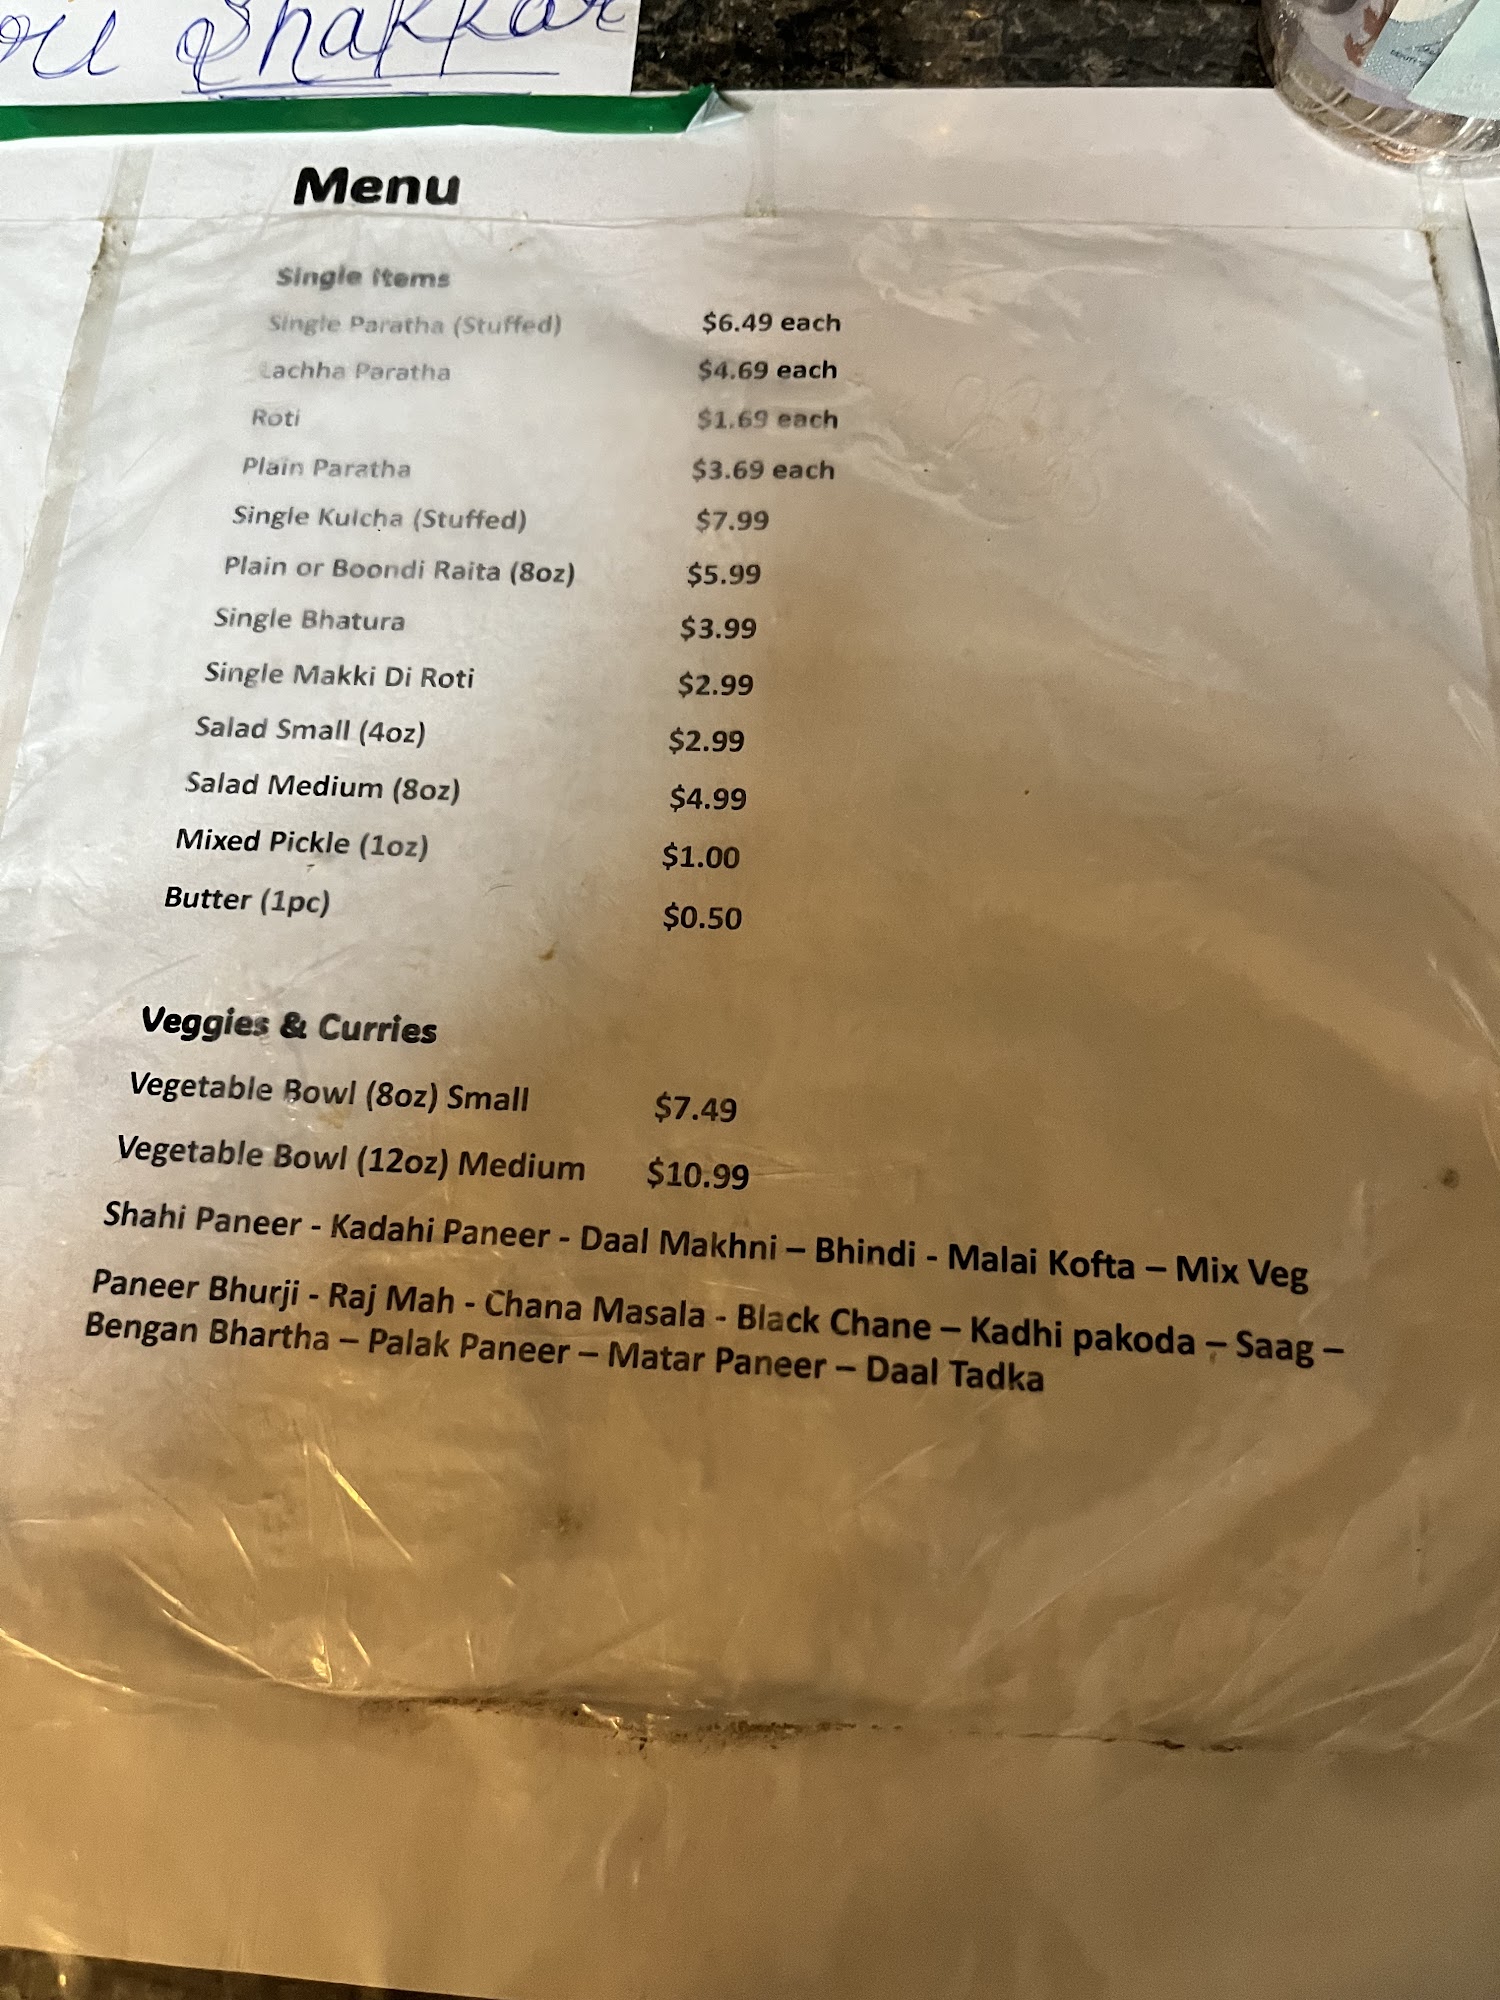 Shakkar
Menu
Single Items
Single Paratha (Stuffed) $6.49 each
Lachha Paratha $4.69 each
Roti $1.69 each
Plain Paratha $3.69 each
Single Kulcha (Stuffed) $7.99
Plain or Boondi Raita (8oz) $5.99
Single Bhatura $3.99
Single Makki Di Roti $2.99
Salad Small (4oz) $2.99
Salad Medium (8oz) $4.99
Mixed Pickle (1oz) $1.00
Butter (1pc) $0.50
Veggies & Curries
Vegetable Bowl (8oz) Small $7.49
Vegetable Bowl (12oz) Medium $10.99
Shahi Paneer - Kadahi Paneer - Daal Makhni – Bhindi - Malai Kofta – Mix Veg
Paneer Bhurji - Raj Mah - Chana Masala - Black Chane – Kadhi pakoda – Saag –
Bengan Bhartha – Palak Paneer – Matar Paneer – Daal Tadka